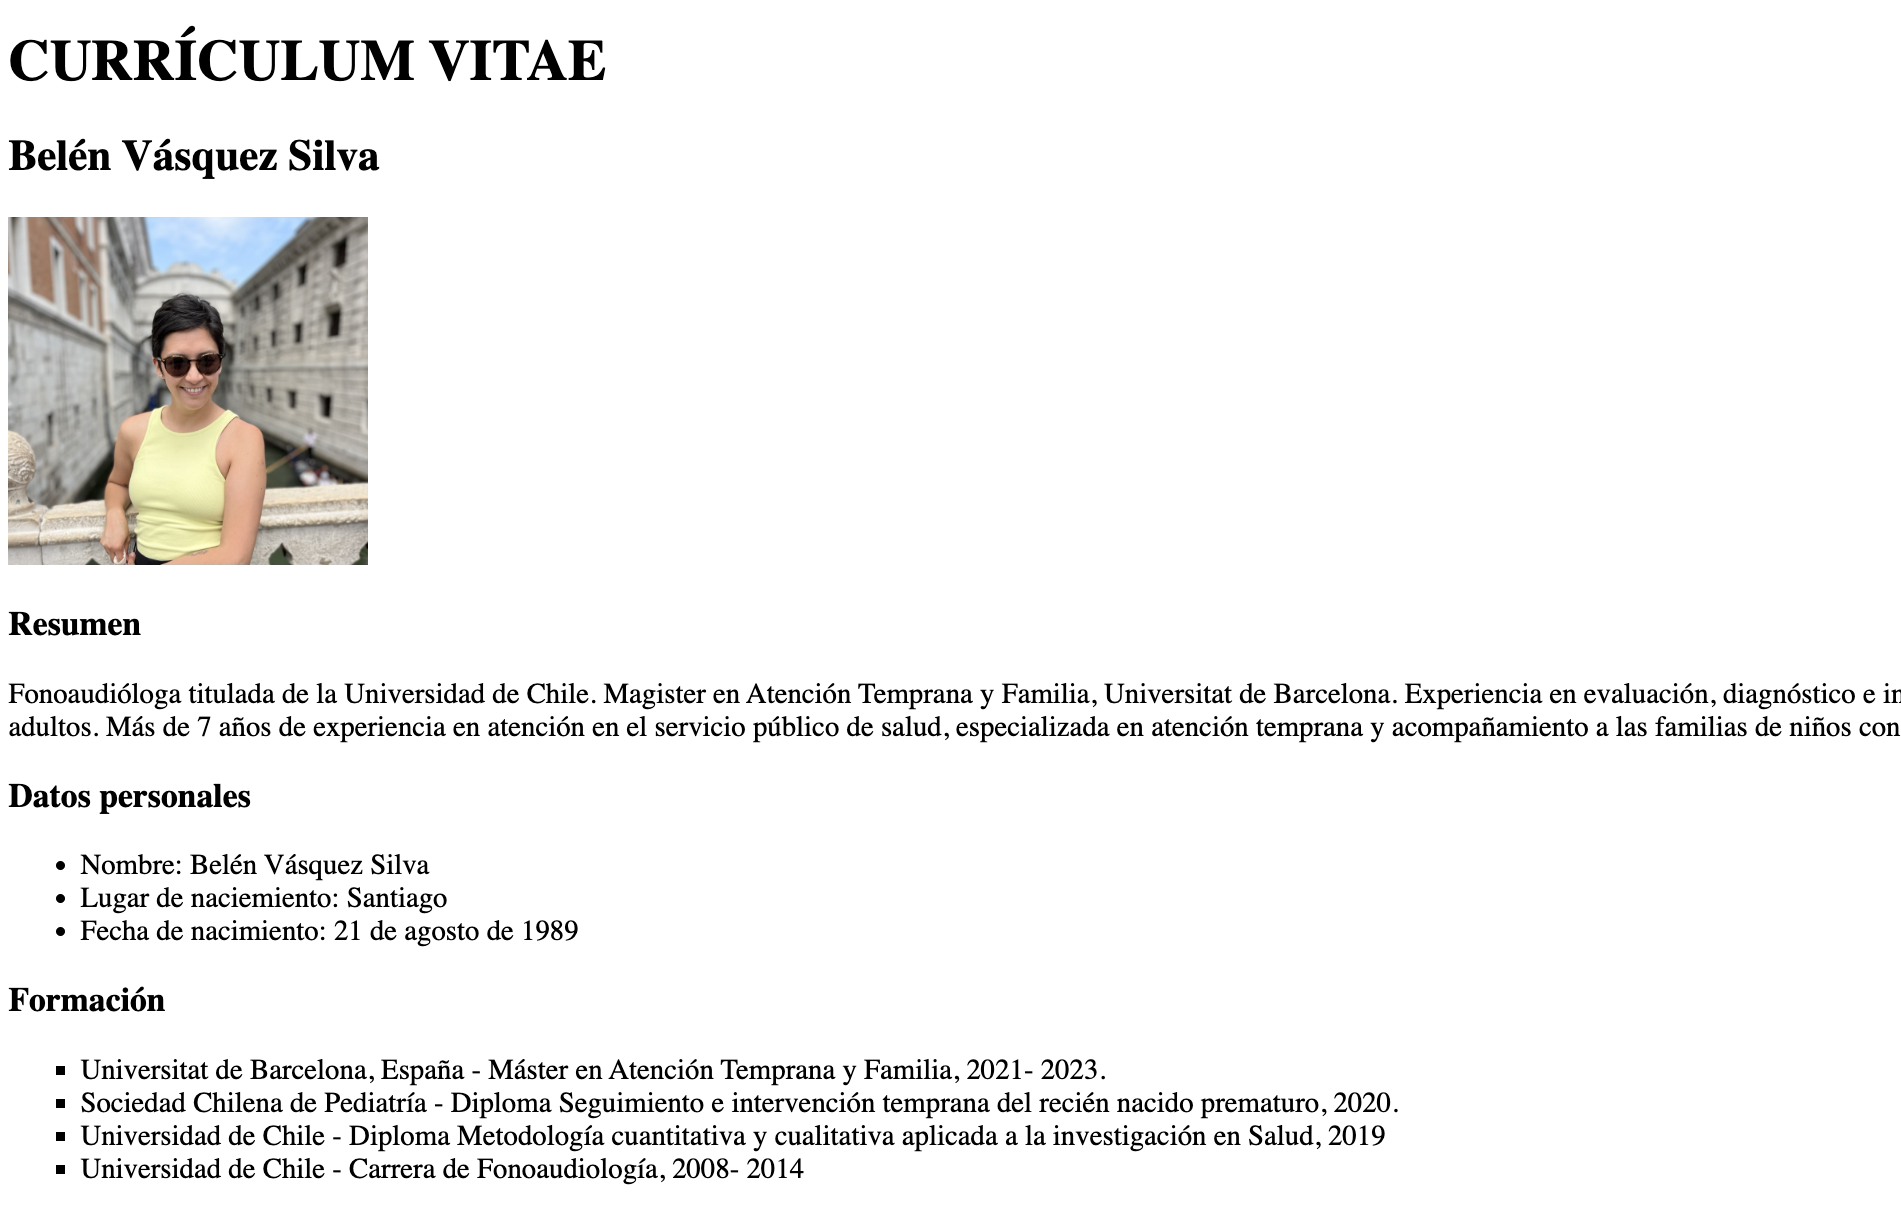 CURRÍCULUM VITAE
Belén Vásquez Silva
Resumen
Fonoaudióloga titulada de la Universidad de Chile. Magister en Atención Temprana y Familia, Universitat de Barcelona. Experiencia en evaluación, diagnóstico e
adultos. Más de 7 años de experiencia en atención en el servicio público de salud, especializada en atención temprana y acompañamiento a las familias de niños con
Datos personales
• Nombre: Belén Vásquez Silva
• Lugar de naciemiento: Santiago
• Fecha de nacimiento: 21 de agosto de 1989
Formación
▪ Universitat de Barcelona, España - Máster en Atención Temprana y Familia, 2021- 2023.
▪ Sociedad Chilena de Pediatría - Diploma Seguimiento e intervención temprana del recién nacido prematuro, 2020.
▪ Universidad de Chile - Diploma Metodología cuantitativa y cualitativa aplicada a la investigación en Salud, 2019
▪ Universidad de Chile - Carrera de Fonoaudiología, 2008- 2014